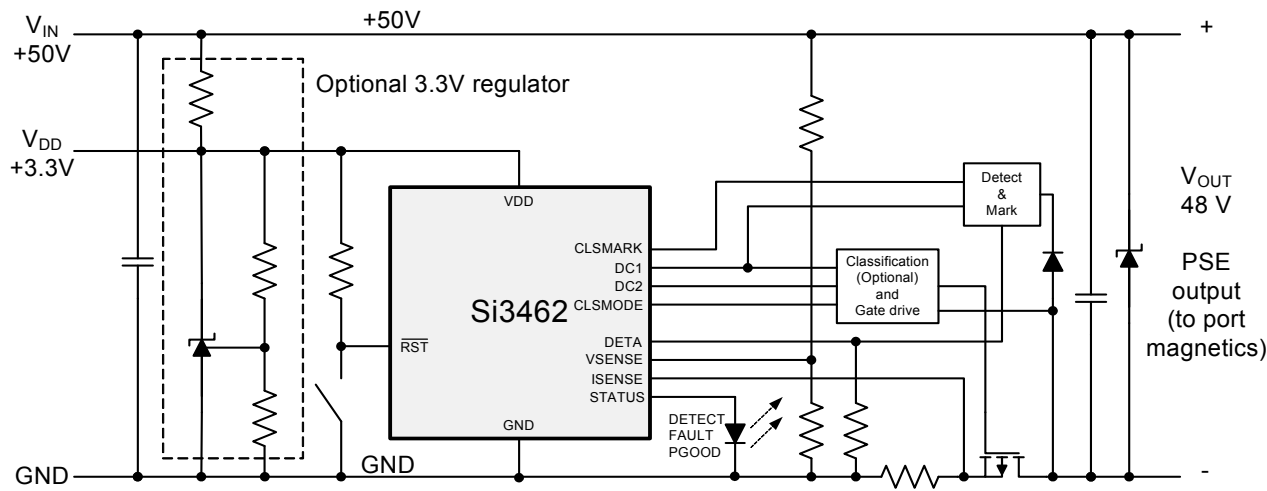 V_IN
+50V
+50V
+
Optional 3.3V regulator
V_DD
+3.3V
VDD
Detect
&
Mark
V_OUT
48 V
CLSMARK
DC1
DC2
CLSMODE
Classification
(Optional)
and
Gate drive
PSE
output
(to port
magnetics)
Si3462
RST
DETA
VSENSE
ISENSE
STATUS
DETECT
FAULT
PGOOD
GND
GND
GND
-